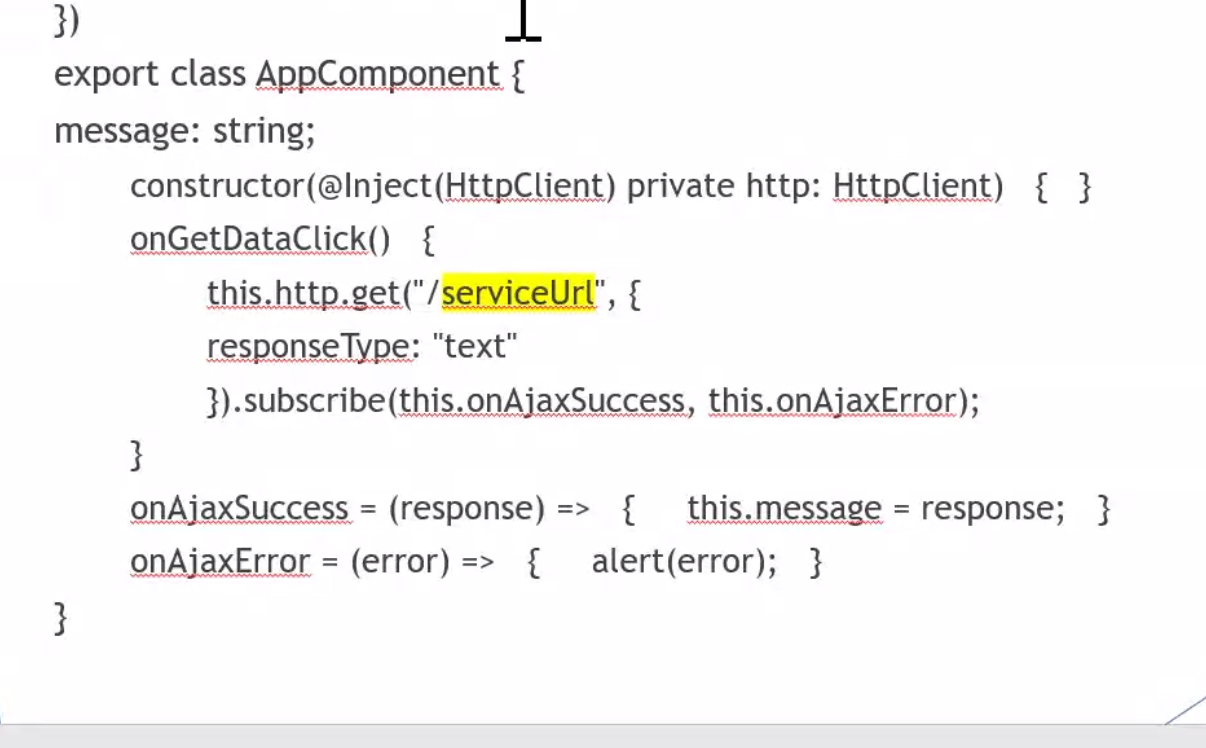 })
export class AppComponent {
message: string;
constructor(@Inject(HttpClient) private http: HttpClient) { }
onGetDataClick() {
this.http.get("/serviceUrl", {
responseType: "text"
}).subscribe(this.onAjaxSuccess, this.onAjaxError);
}
onAjaxSuccess = (response) => { this.message = response; }
onAjaxError = (error) => { alert(error); }
}